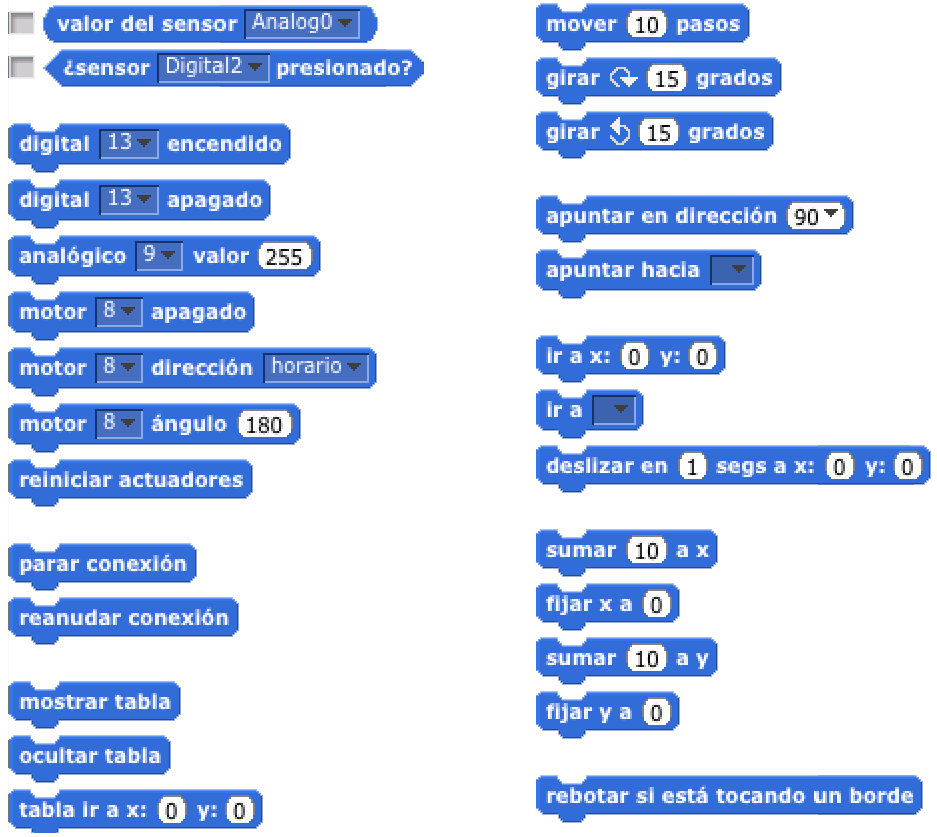 valor del sensor Analog0
¿sensor Digital2 presionado?
digital 13 encendido
digital 13 apagado
analógico 9 valor 255
motor 8 apagado
motor 8 dirección horario
motor 8 ángulo 180
reiniciar actuadores
parar conexión
reanudar conexión
mostrar tabla
ocultar tabla
tabla ir a x: 0 y: 0
mover 10 pasos
girar 15 grados
girar 15 grados
apuntar en dirección 90
apuntar hacia
ir a x: 0 y: 0
ir a
deslizar en 1 segs a x: 0 y: 0
sumar 10 a x
fijar x a 0
sumar 10 a y
fijar y a 0
rebotar si está tocando un borde